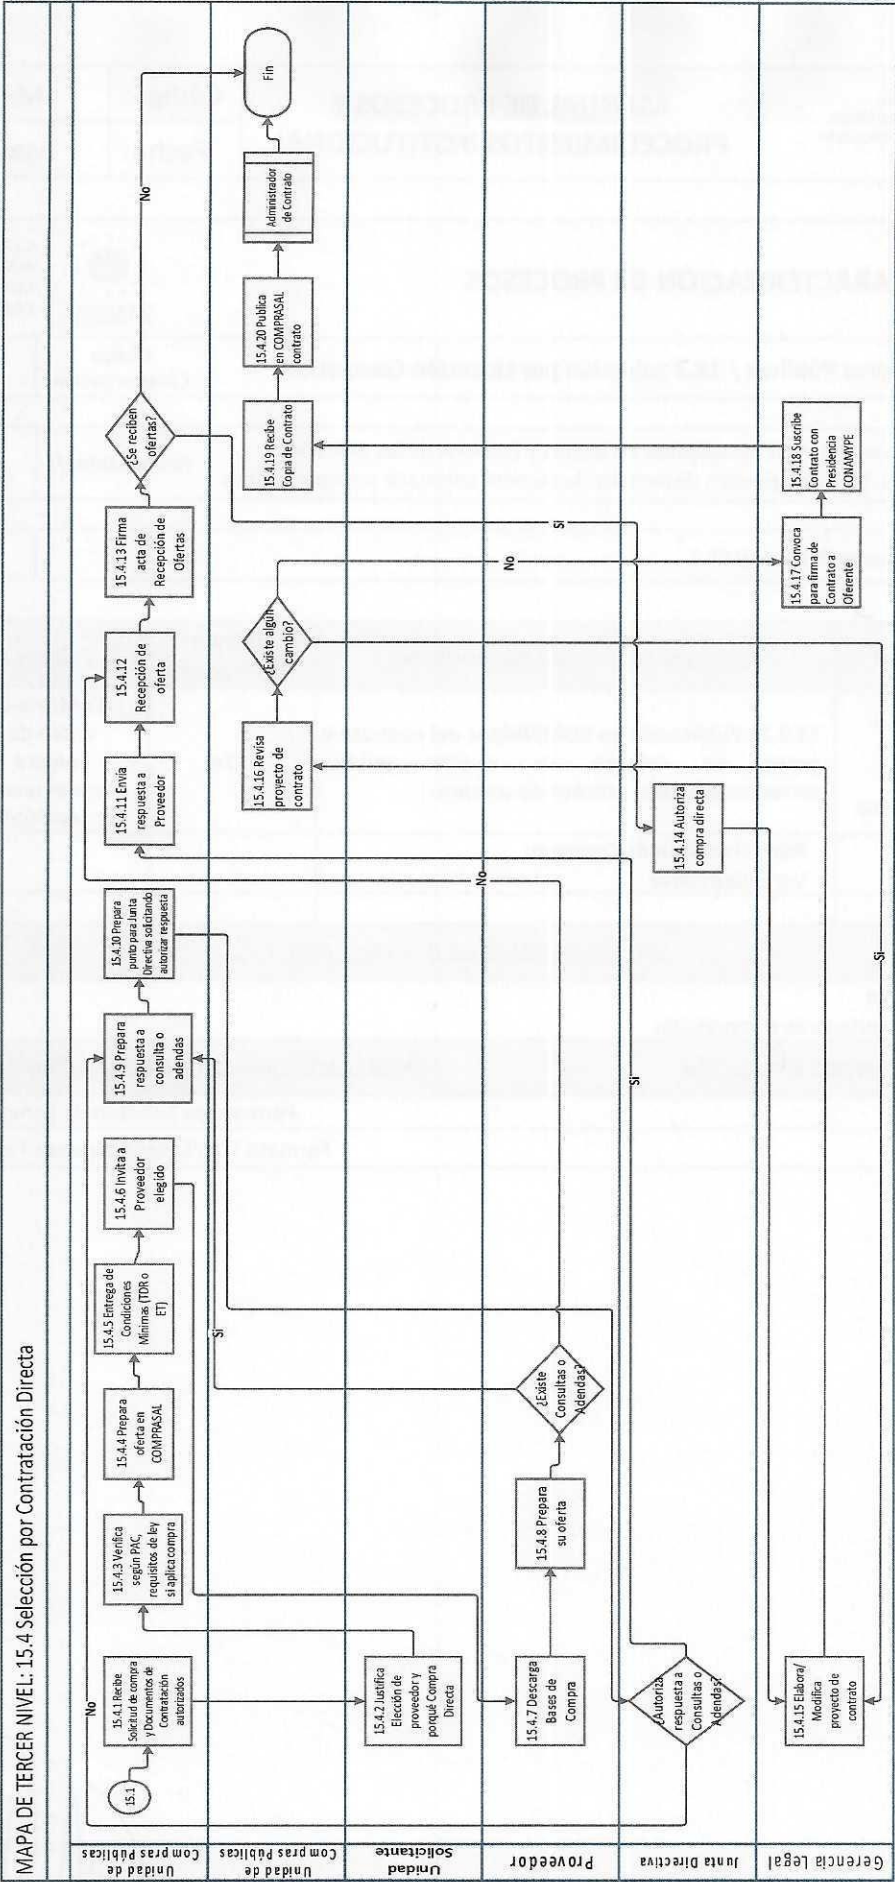 MAPA DE TERCER NIVEL: 15.4 Selección por Contratación Directa
Unidad de
Compras Públicas
15.1
15.4.1 Recibe
Solicitud de compra
y Documentos de
Contratación
autorizados
15.4.3 Verifica
según PAC,
requisitos de ley
si aplica compra
15.4.4 Prepara
oferta en
COMPRASAL
15.4.5 Entrega de
Condiciones
Mínimas (TDR o
ET)
15.4.6 Invita a
Proveedor
elegido
15.4.9 Prepara
respuesta a
consulta o
adendas
15.4.10 Prepara
punto para Junta
Directiva solicitando
autorizar respuesta
15.4.11 Envía
respuesta a
Proveedor
15.4.12
Recepción de
oferta
15.4.13 Firma
acta de
Recepción de
Ofertas
¿Se reciben
ofertas?
No
No
Unidad de
Compras Públicas
Si
15.4.16 Revisa
proyecto de
contrato
¿Existe algún
cambio?
15.4.19 Recibe
Copia de Contrato
15.4.20 Publica
en COMPRASAL
contrato
Administrador
de Contrato
Fin
Unidad
Solicitante
15.4.2 Justifica
Elección de
proveedor y
porqué Compra
Directa
Proveedor
15.4.7 Descarga
Bases de
Compra
15.4.8 Prepara
su oferta
¿Existe
Consultas o
Adendas?
No
No
Si
Junta Directiva
¿Autoriza
respuesta a
Consultas o
Adendas?
Si
15.4.14 Autoriza
compra directa
Gerencia Legal
15.4.15 Elabora/
Modifica
proyecto de
contrato
Si
15.4.17 Convoca
para firma de
Contrato a
Oferente
15.4.18 Suscribe
Contrato con
Presidencia
CONAMYPE